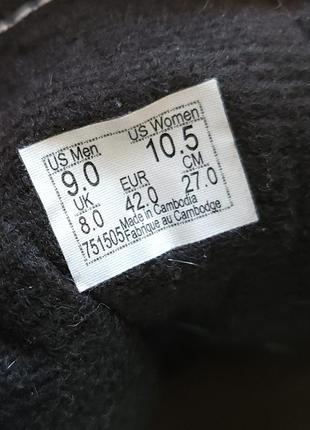 US Men US Women
9.0 10.5
UK EUR CM
8.0 42.0 27.0
751505 Made in Cambodia
Fabrique au Cambodge